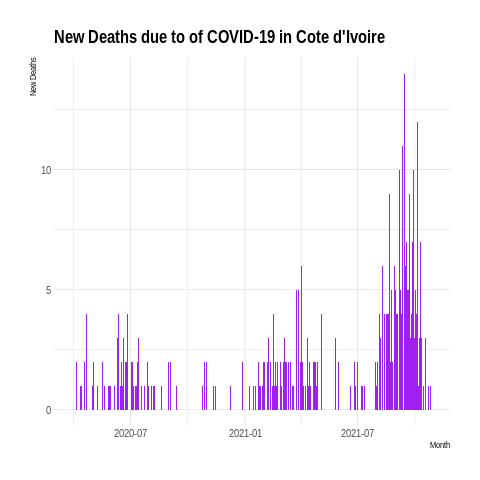 New Deaths due to of COVID-19 in Cote d'Ivoire
New Deaths
10
5
0
2020-07
2021-01
2021-07
Month